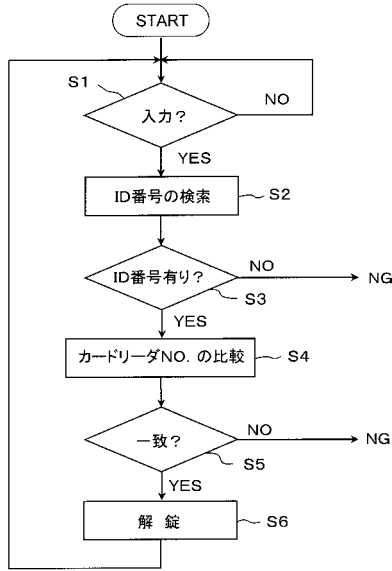 START
S1
入力？
NO
YES
ID番号の検索
S2
ID番号有り？
NO
NG
S3
YES
カードリーダNO．の比較
S4
一致？
NO
NG
S5
YES
解 錠
S6